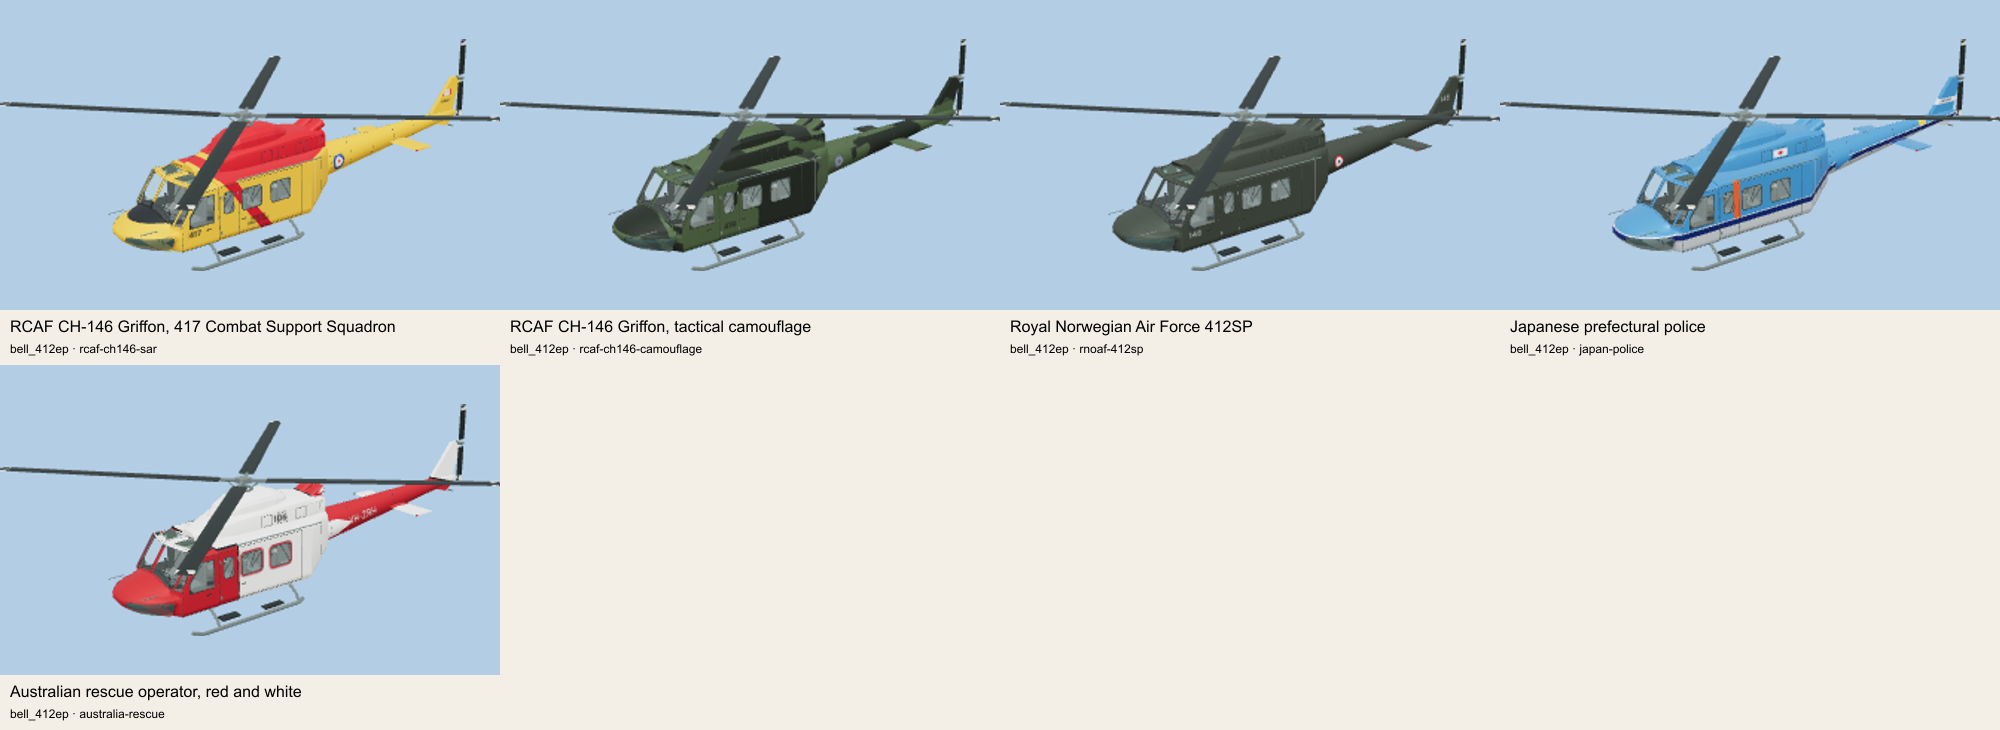 RCAF CH-146 Griffon, 417 Combat Support Squadron
bell_412ep · rcaf-ch146-sar
RCAF CH-146 Griffon, tactical camouflage
bell_412ep · rcaf-ch146-camouflage
Royal Norwegian Air Force 412SP
bell_412ep · rnoaf-412sp
Japanese prefectural police
bell_412ep · japan-police
Australian rescue operator, red and white
bell_412ep · australia-rescue